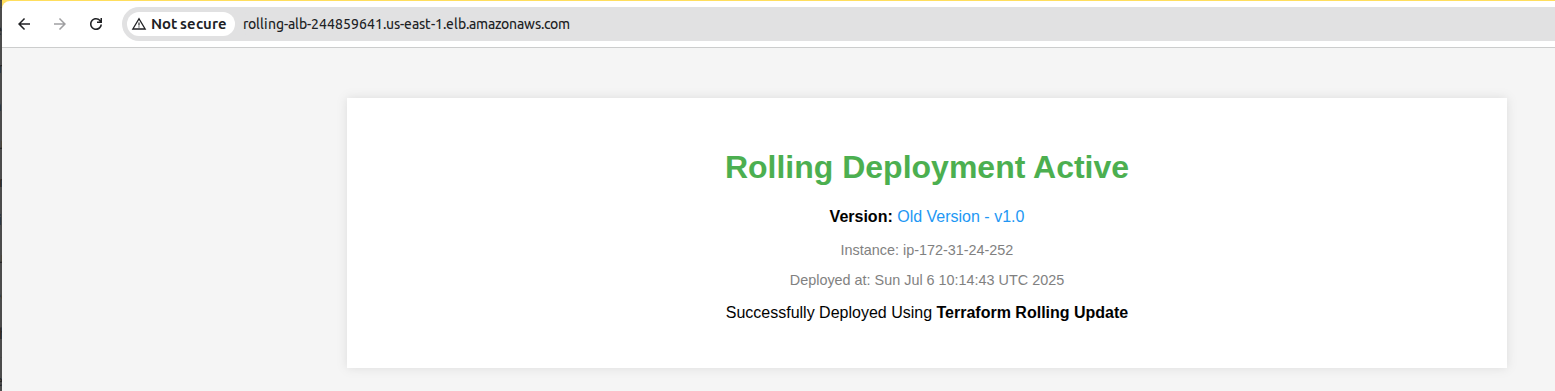 Not secure rolling-alb-244859641.us-east-1.elb.amazonaws.com
Rolling Deployment Active
Version: Old Version - v1.0
Instance: ip-172-31-24-252
Deployed at: Sun Jul 6 10:14:43 UTC 2025
Successfully Deployed Using Terraform Rolling Update